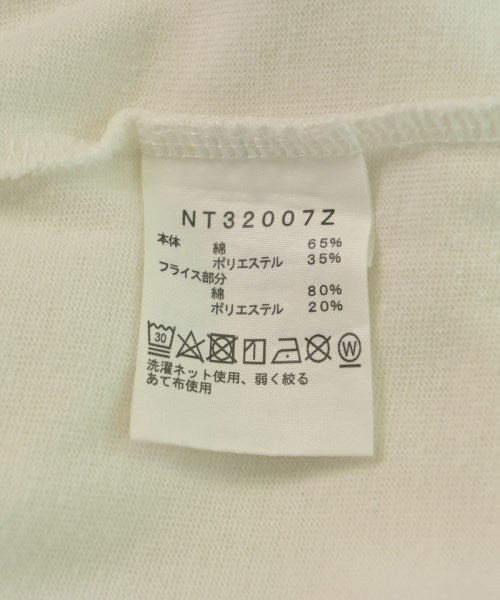 NT32007Z
本体
綿 65%
ポリエステル 35%
フライス部分
綿 80%
ポリエステル 20%
30 W
洗濯ネット使用、弱く絞る
あて布使用